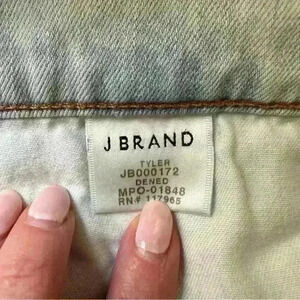 J BRAND
TYLER
JB000172
DENED
MPO-01848
RN# 117965